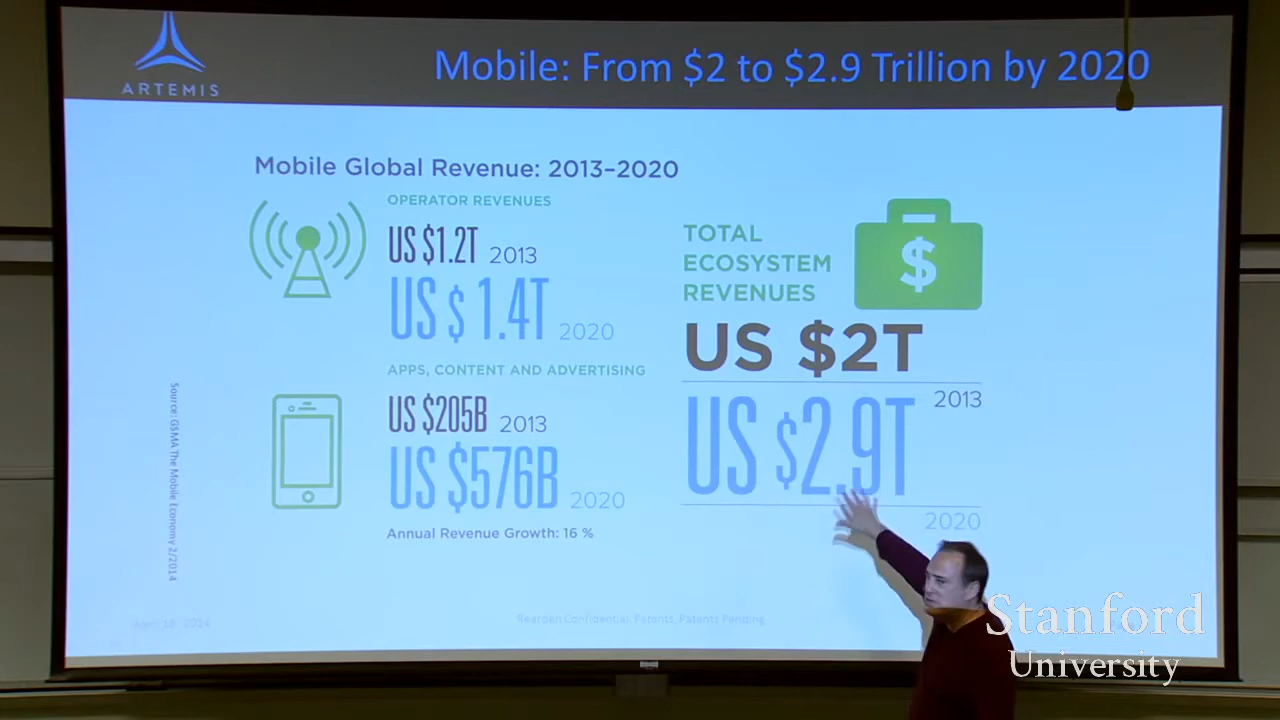 ARTEMIS
Mobile: From $2 to $2.9 Trillion by 2020
Mobile Global Revenue: 2013–2020
OPERATOR REVENUES
US $1.2T 2013
US $1.4T 2020
APPS, CONTENT AND ADVERTISING
US $205B 2013
US $576B 2020
Annual Revenue Growth: 16 %
TOTAL
ECOSYSTEM
REVENUES
$
US $2T
2013
US $2.9T
2020
Source: GSMA The Mobile Economy 2/2014
Rearden Confidential, Patents, Patents Pending
Stanford
University